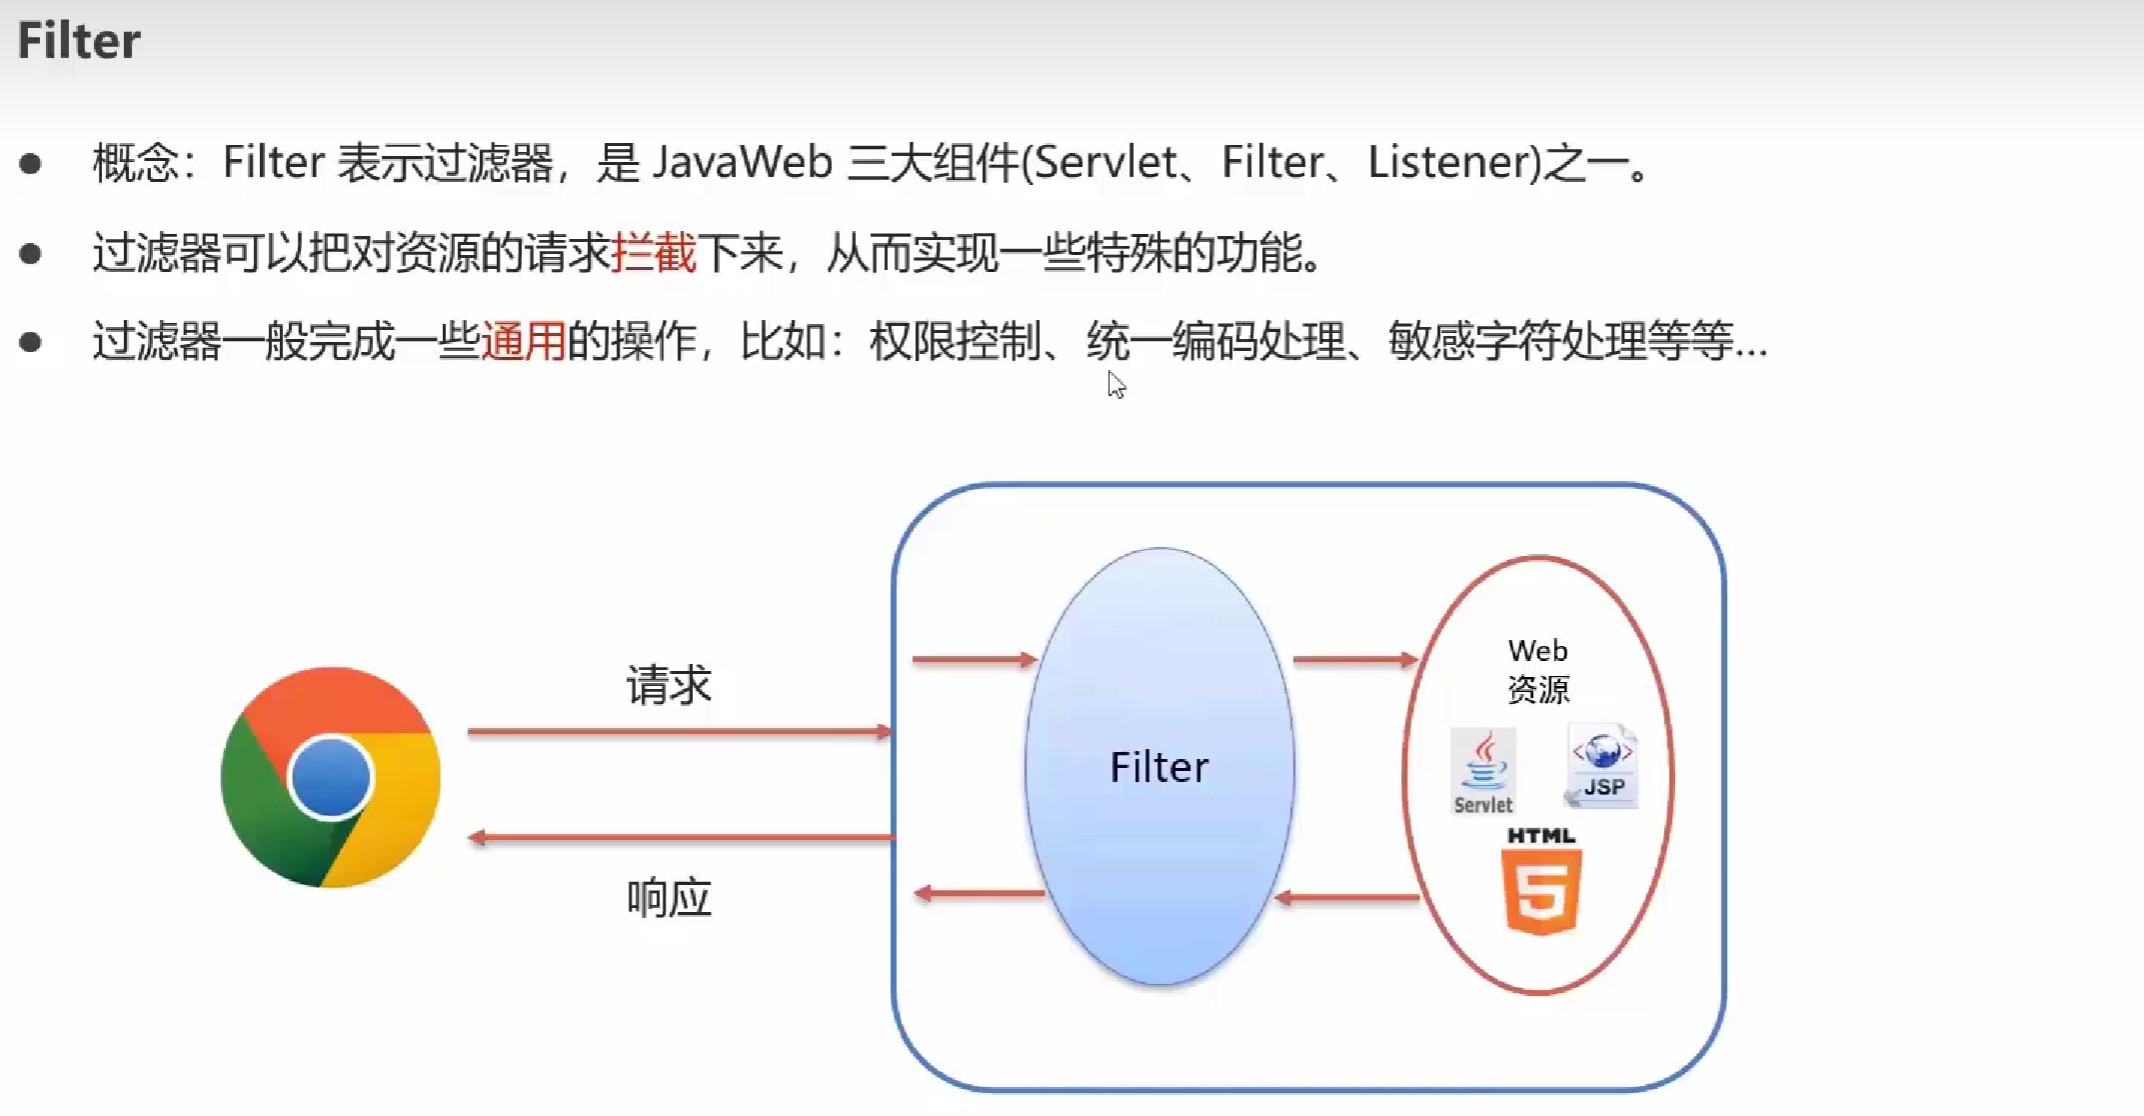 Filter
● 概念：Filter 表示过滤器，是 JavaWeb 三大组件(Servlet、Filter、Listener)之一。
● 过滤器可以把对资源的请求拦截下来，从而实现一些特殊的功能。
● 过滤器一般完成一些通用的操作，比如：权限控制、统一编码处理、敏感字符处理等等...
请求
响应
Filter
Web
资源
Servlet
JSP
HTML
5